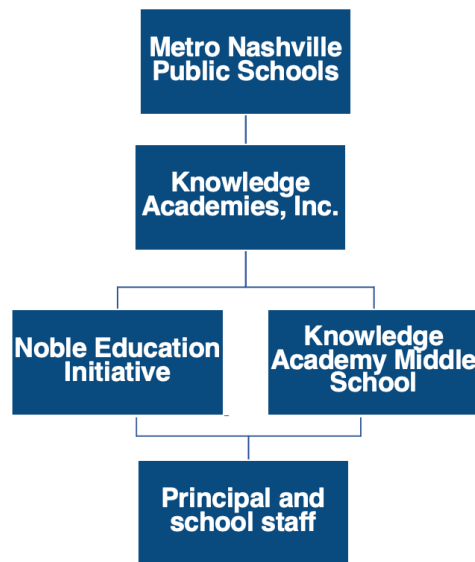 Metro Nashville
Public Schools
Knowledge
Academies, Inc.
Noble Education
Initiative
Knowledge
Academy Middle
School
Principal and
school staff